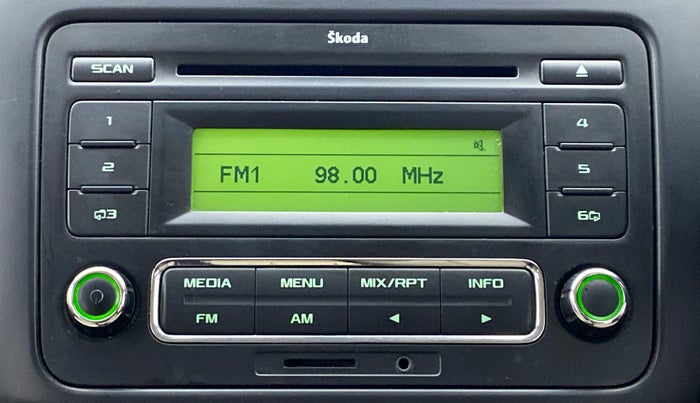 Škoda
SCAN
1
2
3
FM1 98.00 MHz
4
5
6
MEDIA MENU MIX/RPT INFO
FM AM